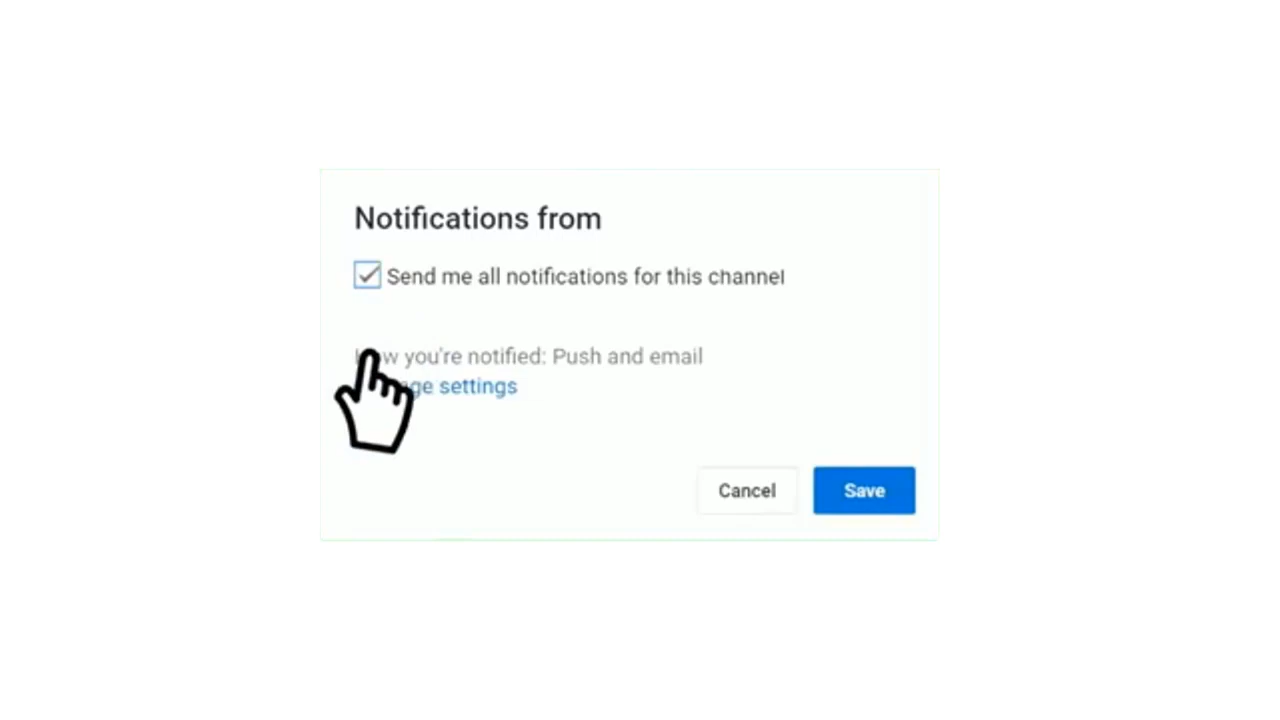 Notifications from
Send me all notifications for this channel
you're notified: Push and email
settings
Cancel
Save